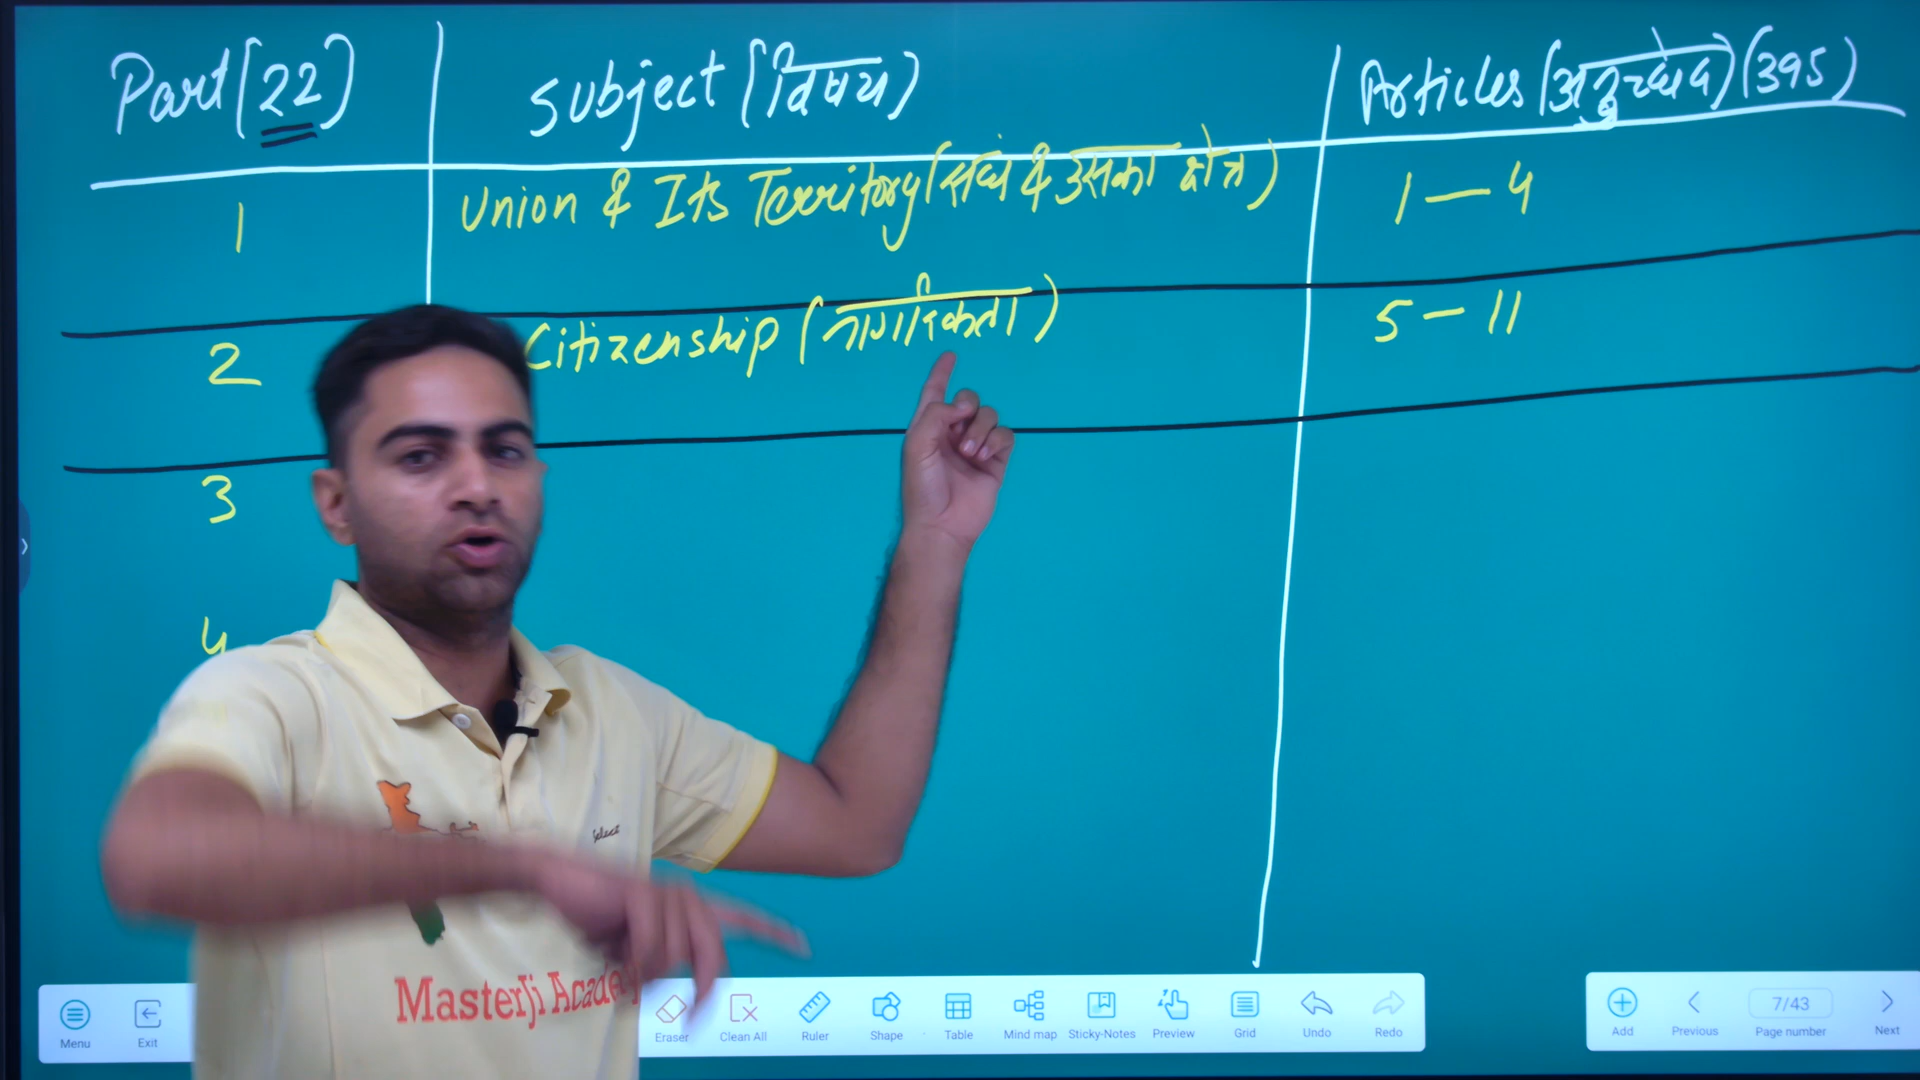 Part (22) Subject (विषय) Articles (अनुच्छेद) (395)
1 Union & Its Territory (संघ & उसका क्षेत्र) 1 — 4
2 Citizenship (नागरिकता) 5 — 11
3
4
Select
MasterJi Academy
Menu Exit Eraser Clean All Ruler Shape Table Mind map Sticky-Notes Preview Grid Undo Redo Add Previous 7/43 Page number Next